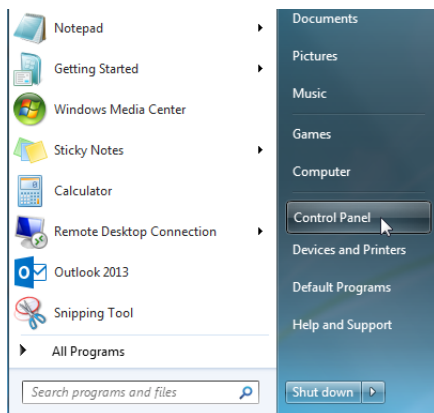 Notepad
Getting Started
Windows Media Center
Sticky Notes
Calculator
Remote Desktop Connection
Outlook 2013
Snipping Tool
All Programs
Search programs and files
Documents
Pictures
Music
Games
Computer
Control Panel
Devices and Printers
Default Programs
Help and Support
Shut down